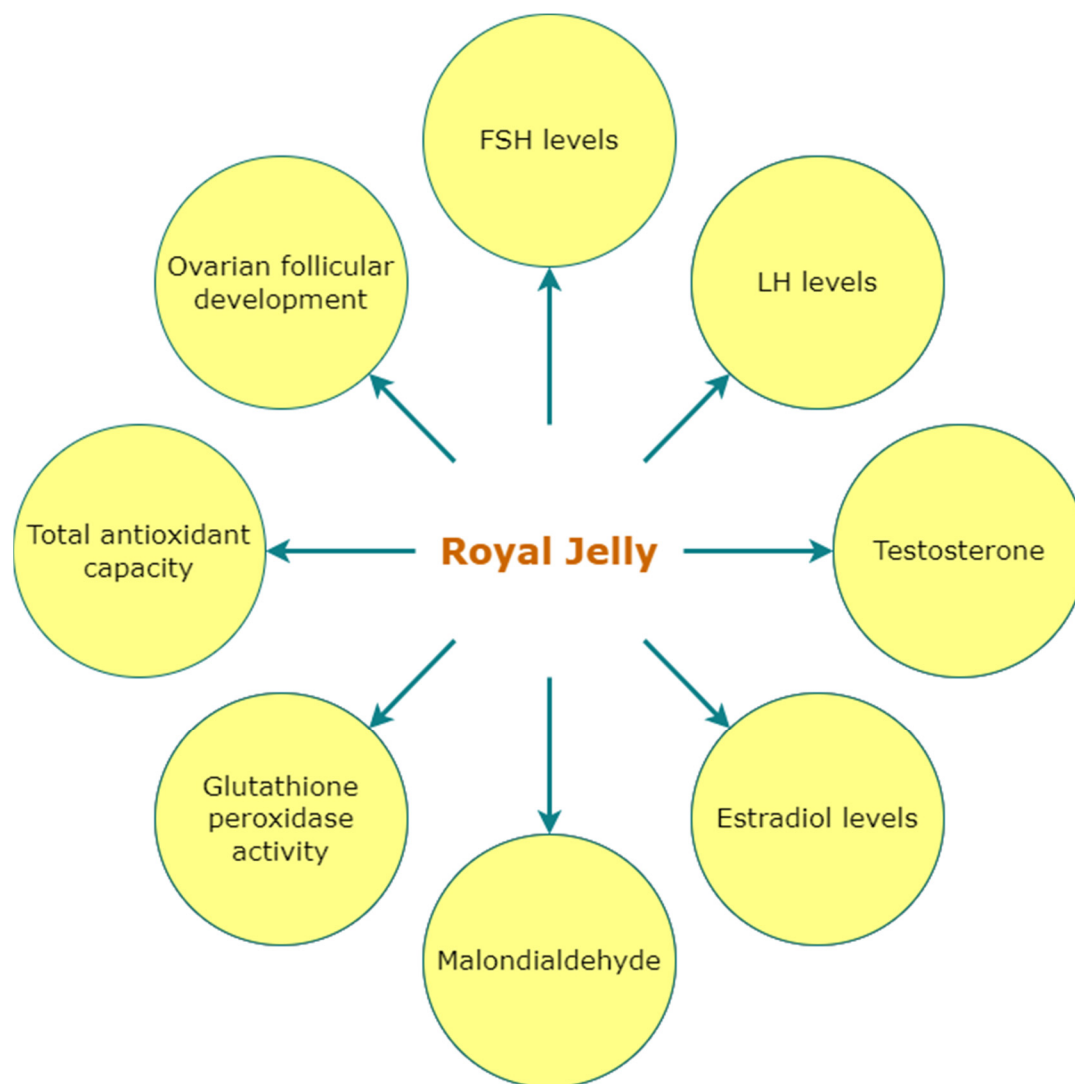 FSH levels
LH levels
Ovarian follicular
development
Total antioxidant
capacity
Royal Jelly
Testosterone
Glutathione
peroxidase
activity
Estradiol levels
Malondialdehyde